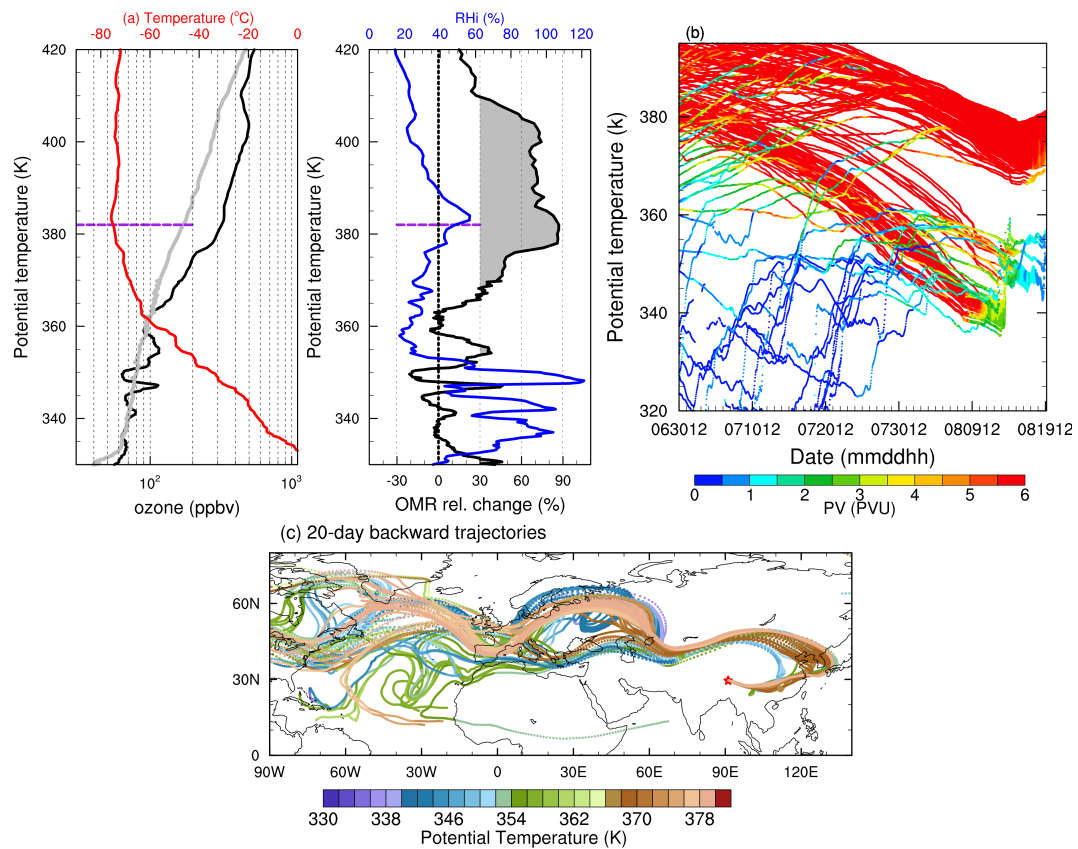 (a) Temperature (°C)
-80 -60 -40 -20 0
420
400
380
360
340
Potential temperature (K)
10² 10³
ozone (ppbv)
RHi (%)
0 20 40 60 80 100 120
420
400
380
360
340
Potential temperature (K)
-30 0 30 60 90
OMR rel. change (%)
(b)
380
360
340
320
Potential temperature (k)
063012 071012 072012 073012 080912 081912
Date (mmddhh)
0 1 2 3 4 5 6
PV (PVU)
(c) 20-day backward trajectories
60N
30N
0
90W 60W 30W 0 30E 60E 90E 120E
330 338 346 354 362 370 378
Potential Temperature (K)